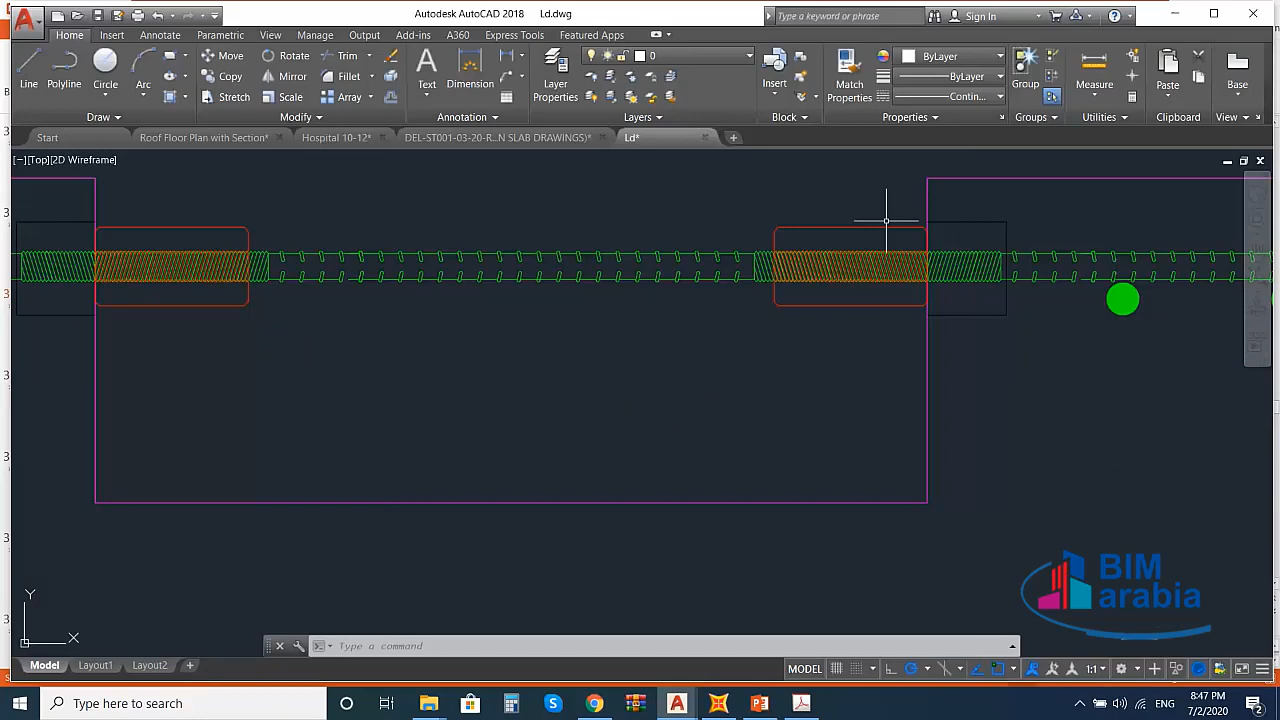 Autodesk AutoCAD 2018 Ld.dwg
Type a keyword or phrase
Sign In
Home Insert Annotate Parametric View Manage Output Add-ins A360 Express Tools Featured Apps
Line Polyline Circle Arc
Move Rotate Trim
Copy Mirror Fillet
Stretch Scale Array
Text Dimension
Layer Properties
0
Insert
Match Properties
ByLayer
ByLayer
Contin...
Group
Measure
Paste
Base
Draw Modify Annotation Layers Block Properties Groups Utilities Clipboard View
Start Roof Floor Plan with Section* Hospital 10-12* DEL-ST001-03-20-R...N SLAB DRAWINGS)* Ld*
[−][Top][2D Wireframe]
BIM
arabia
Y
X
Type a command
Model Layout1 Layout2
MODEL 1:1
Type here to search
ENG
8:47 PM
7/2/2020
2